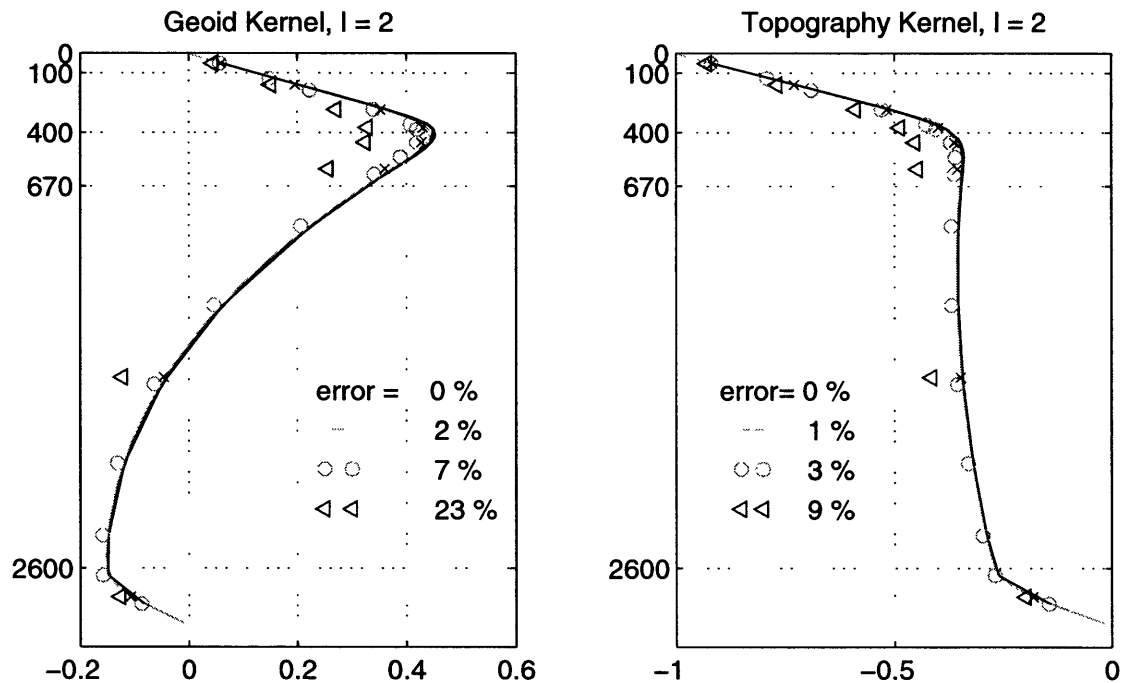 Geoid Kernel, l = 2
0
100
400
670
2600
−0.2 0 0.2 0.4 0.6
error = 0 %
2 %
7 %
23 %
Topography Kernel, l = 2
0
100
400
670
2600
−1 −0.5 0
error= 0 %
1 %
3 %
9 %